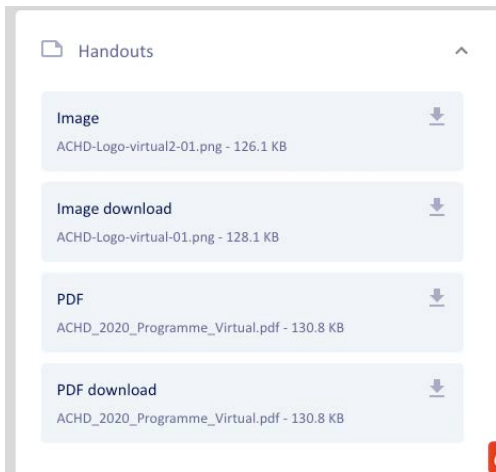 Handouts
Image
ACHD-Logo-virtual2-01.png - 126.1 KB
Image download
ACHD-Logo-virtual-01.png - 128.1 KB
PDF
ACHD_2020_Programme_Virtual.pdf - 130.8 KB
PDF download
ACHD_2020_Programme_Virtual.pdf - 130.8 KB